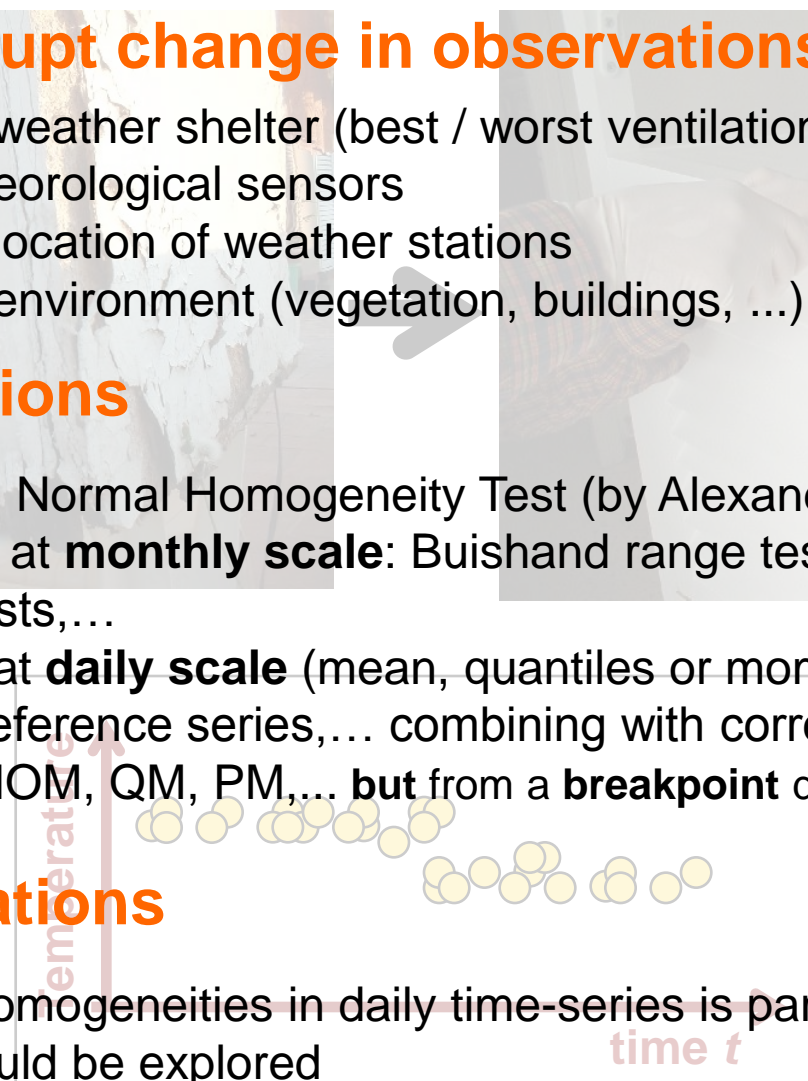 upt change in observations
weather shelter (best / worst ventilation
eorological sensors
location of weather stations
environment (vegetation, buildings, ...)
ions
Normal Homogeneity Test (by Alexand
at monthly scale: Buishand range tes
sts,…
at daily scale (mean, quantiles or mor
eference series,… combining with corre
HOM, QM, PM,... but from a breakpoint d
Temperature
ations
omogeneities in daily time-series is par
time t
uld be explored